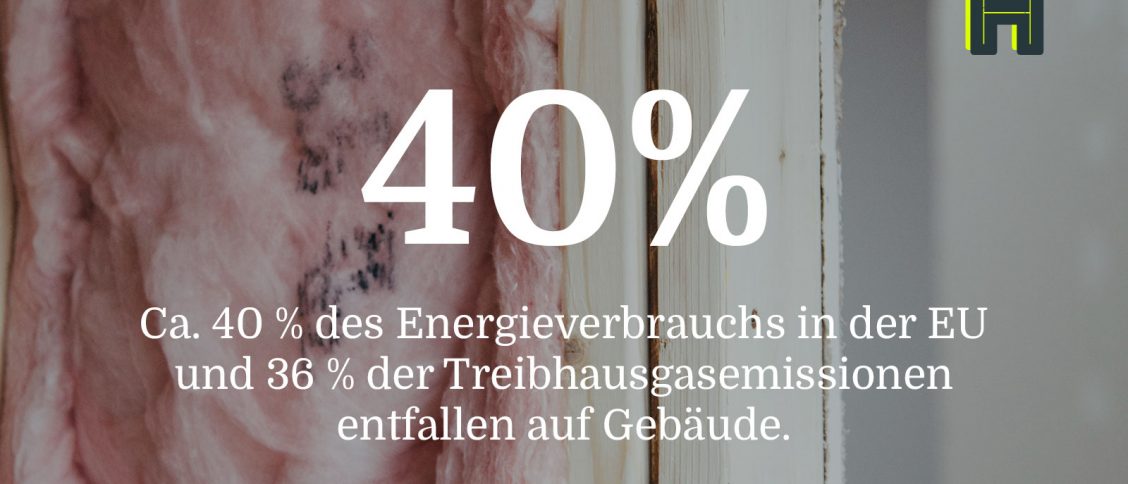 40%
Ca. 40 % des Energieverbrauchs in der EU
und 36 % der Treibhausgasemissionen
entfallen auf Gebäude.